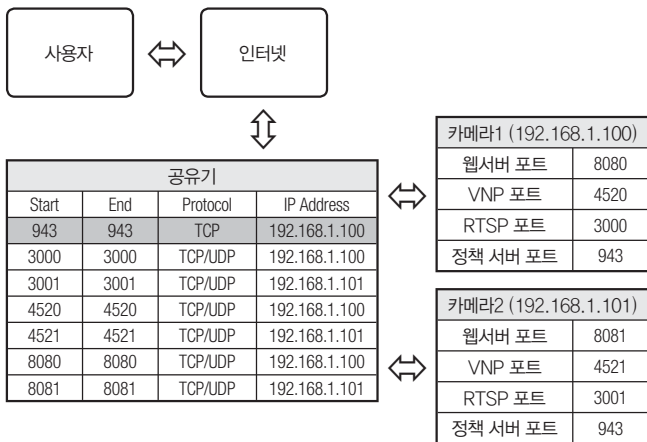 사용자
인터넷
공유기
Start End Protocol IP Address
943 943 TCP 192.168.1.100
3000 3000 TCP/UDP 192.168.1.100
3001 3001 TCP/UDP 192.168.1.101
4520 4520 TCP/UDP 192.168.1.100
4521 4521 TCP/UDP 192.168.1.101
8080 8080 TCP/UDP 192.168.1.100
8081 8081 TCP/UDP 192.168.1.101
카메라1 (192.168.1.100)
웹서버 포트 8080
VNP 포트 4520
RTSP 포트 3000
정책 서버 포트 943
카메라2 (192.168.1.101)
웹서버 포트 8081
VNP 포트 4521
RTSP 포트 3001
정책 서버 포트 943